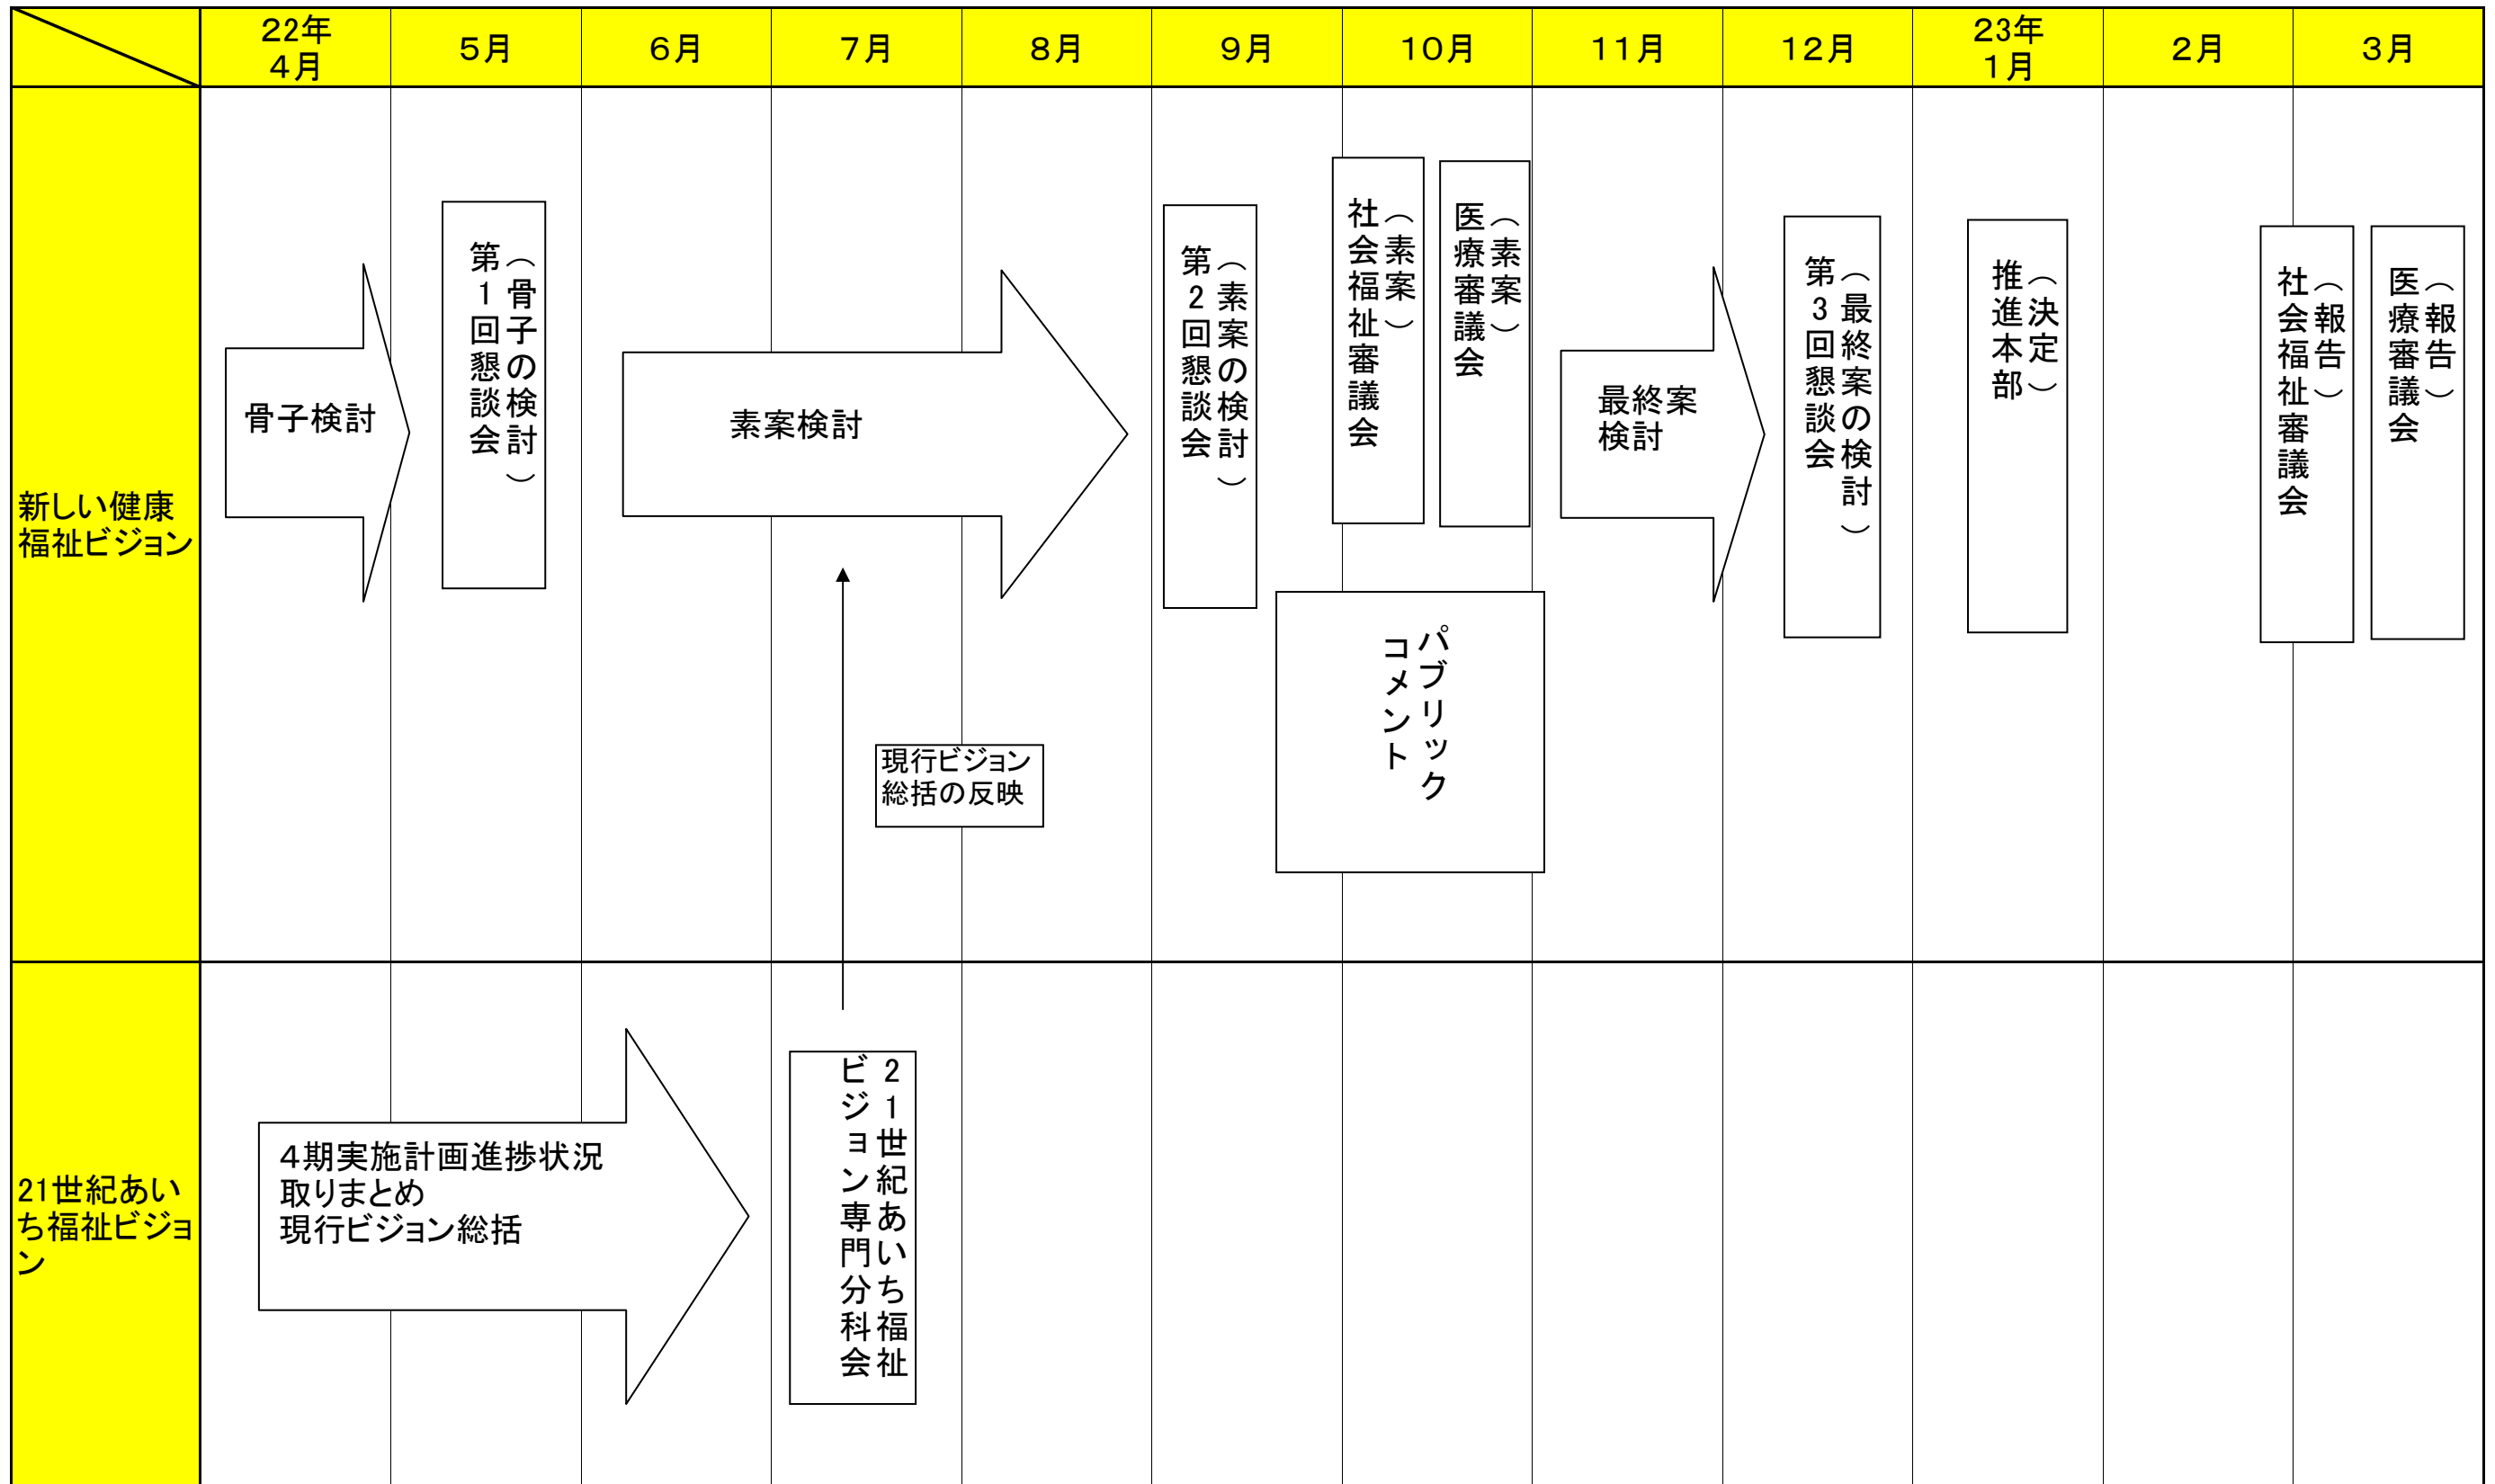 22年
４月
５月
６月
７月
８月
９月
１０月
１１月
１２月
23年
１月
２月
３月
新しい健康
福祉ビジョン
骨子検討
第１回懇談会
（骨子の検討）
素案検討
第２回懇談会
（素案の検討）
社会福祉審議会
（素案）
医療審議会
（素案）
パブリック
コメント
最終案
検討
第３回懇談会
（最終案の検討）
推進本部
（決定）
社会福祉審議会
（報告）
医療審議会
（報告）
現行ビジョン
総括の反映
21世紀あい
ち福祉ビジョ
ン
４期実施計画進捗状況
取りまとめ
現行ビジョン総括
２１世紀あいち福祉
ビジョン専門分科会